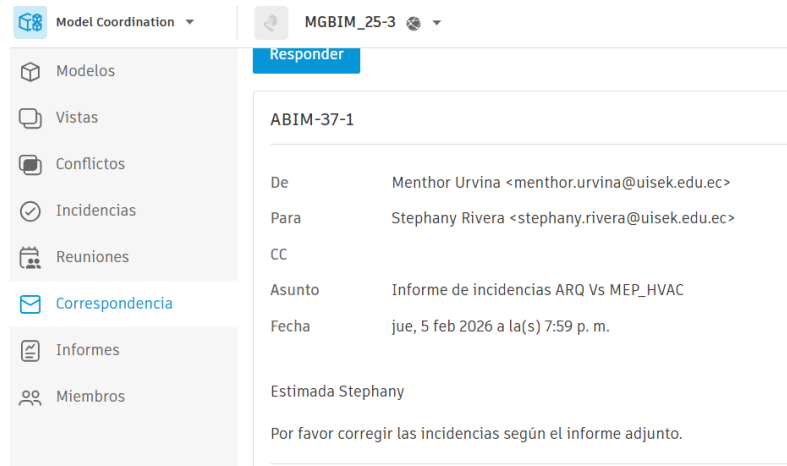 Model Coordination
MGBIM_25-3
Modelos
Vistas
Conflictos
Incidencias
Reuniones
Correspondencia
Informes
Miembros
Responder
ABIM-37-1
De Menthor Urvina <menthor.urvina@uisek.edu.ec>
Para Stephany Rivera <stephany.rivera@uisek.edu.ec>
CC
Asunto Informe de incidencias ARQ Vs MEP_HVAC
Fecha jue, 5 feb 2026 a la(s) 7:59 p. m.
Estimada Stephany
Por favor corregir las incidencias según el informe adjunto.